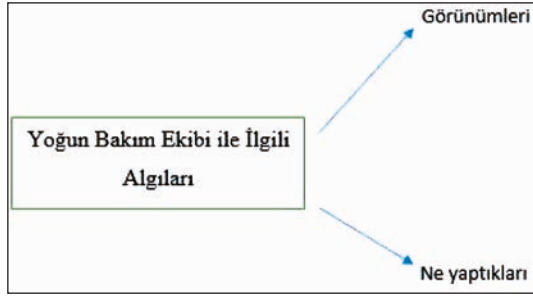 Görünümleri
Yoğun Bakım Ekibi ile İlgili
Algıları
Ne yaptıkları